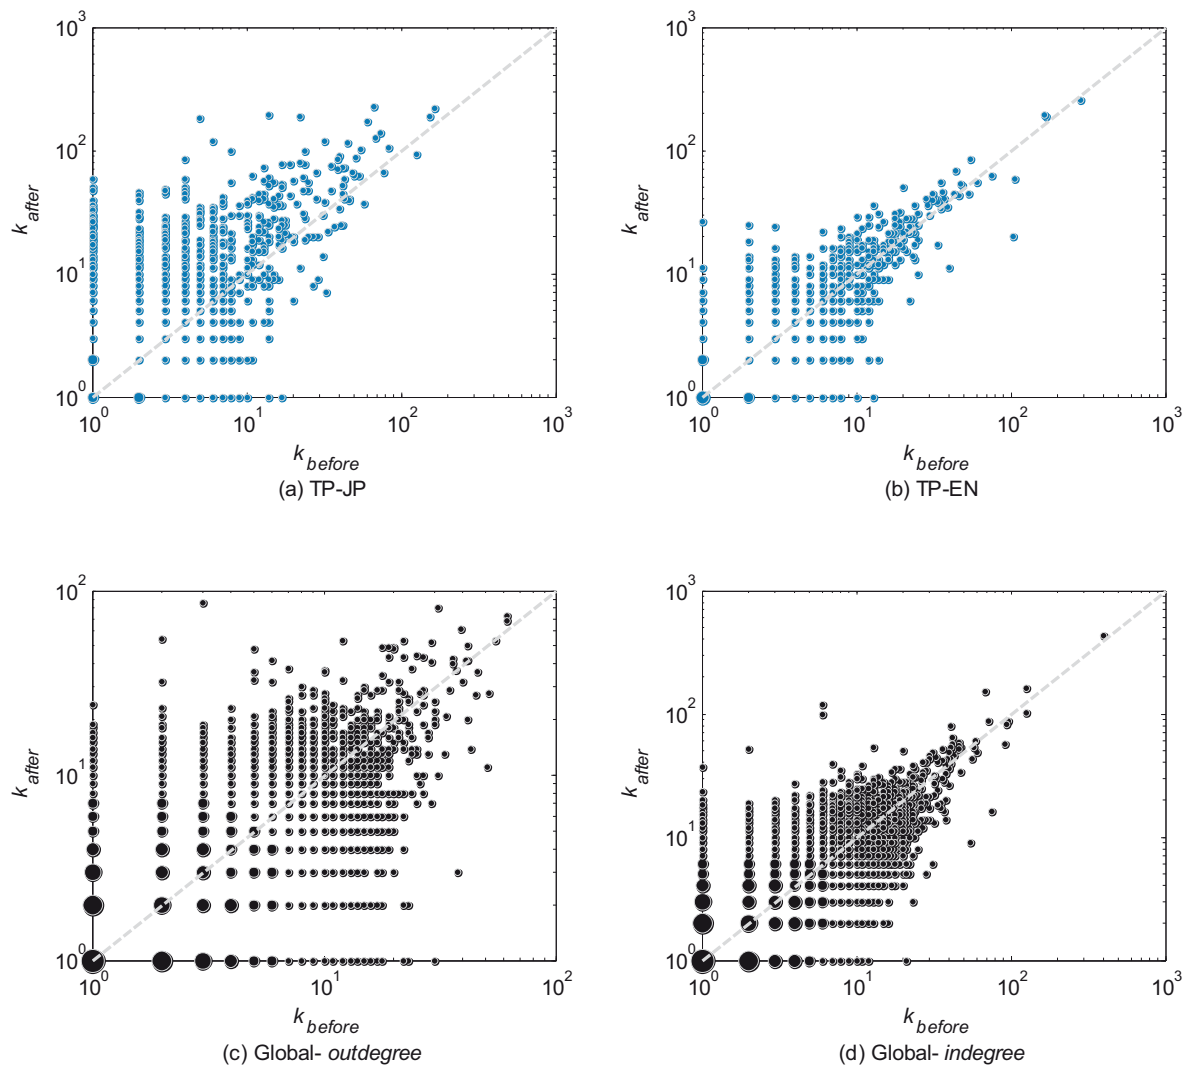 10^3
10^2
10^1
10^0
k_after
10^0 10^1 10^2 10^3
k_before
(a) TP-JP
10^3
10^2
10^1
10^0
k_after
10^0 10^1 10^2 10^3
k_before
(b) TP-EN
10^2
10^1
10^0
k_after
10^0 10^1 10^2
k_before
(c) Global- outdegree
10^3
10^2
10^1
10^0
k_after
10^0 10^1 10^2 10^3
k_before
(d) Global- indegree